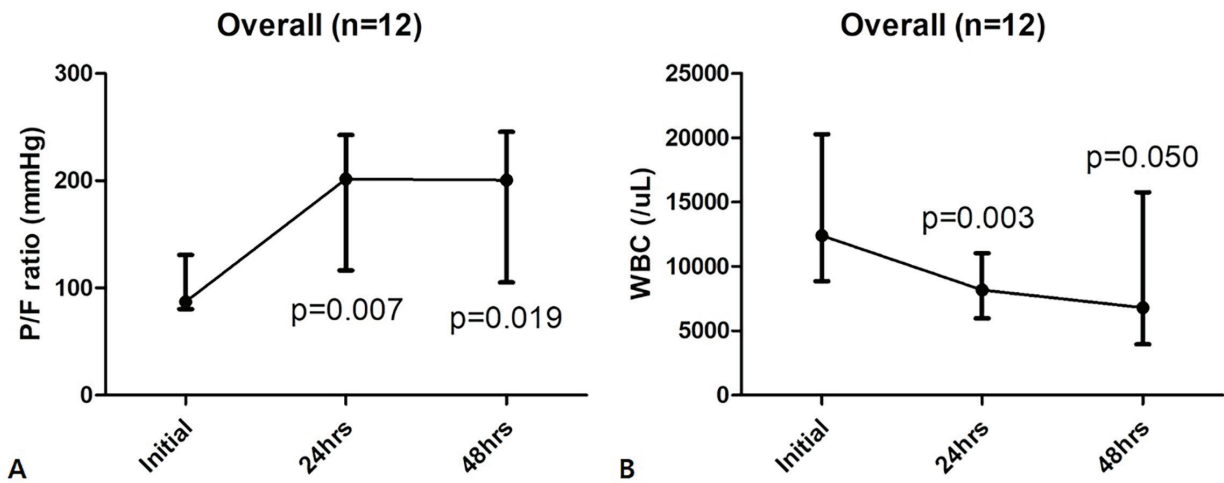 Overall (n=12)
P/F ratio (mmHg)
300
200
100
0
p=0.007
p=0.019
Initial
24hrs
48hrs
A
Overall (n=12)
WBC (/uL)
25000
20000
15000
10000
5000
0
p=0.003
p=0.050
Initial
24hrs
48hrs
B